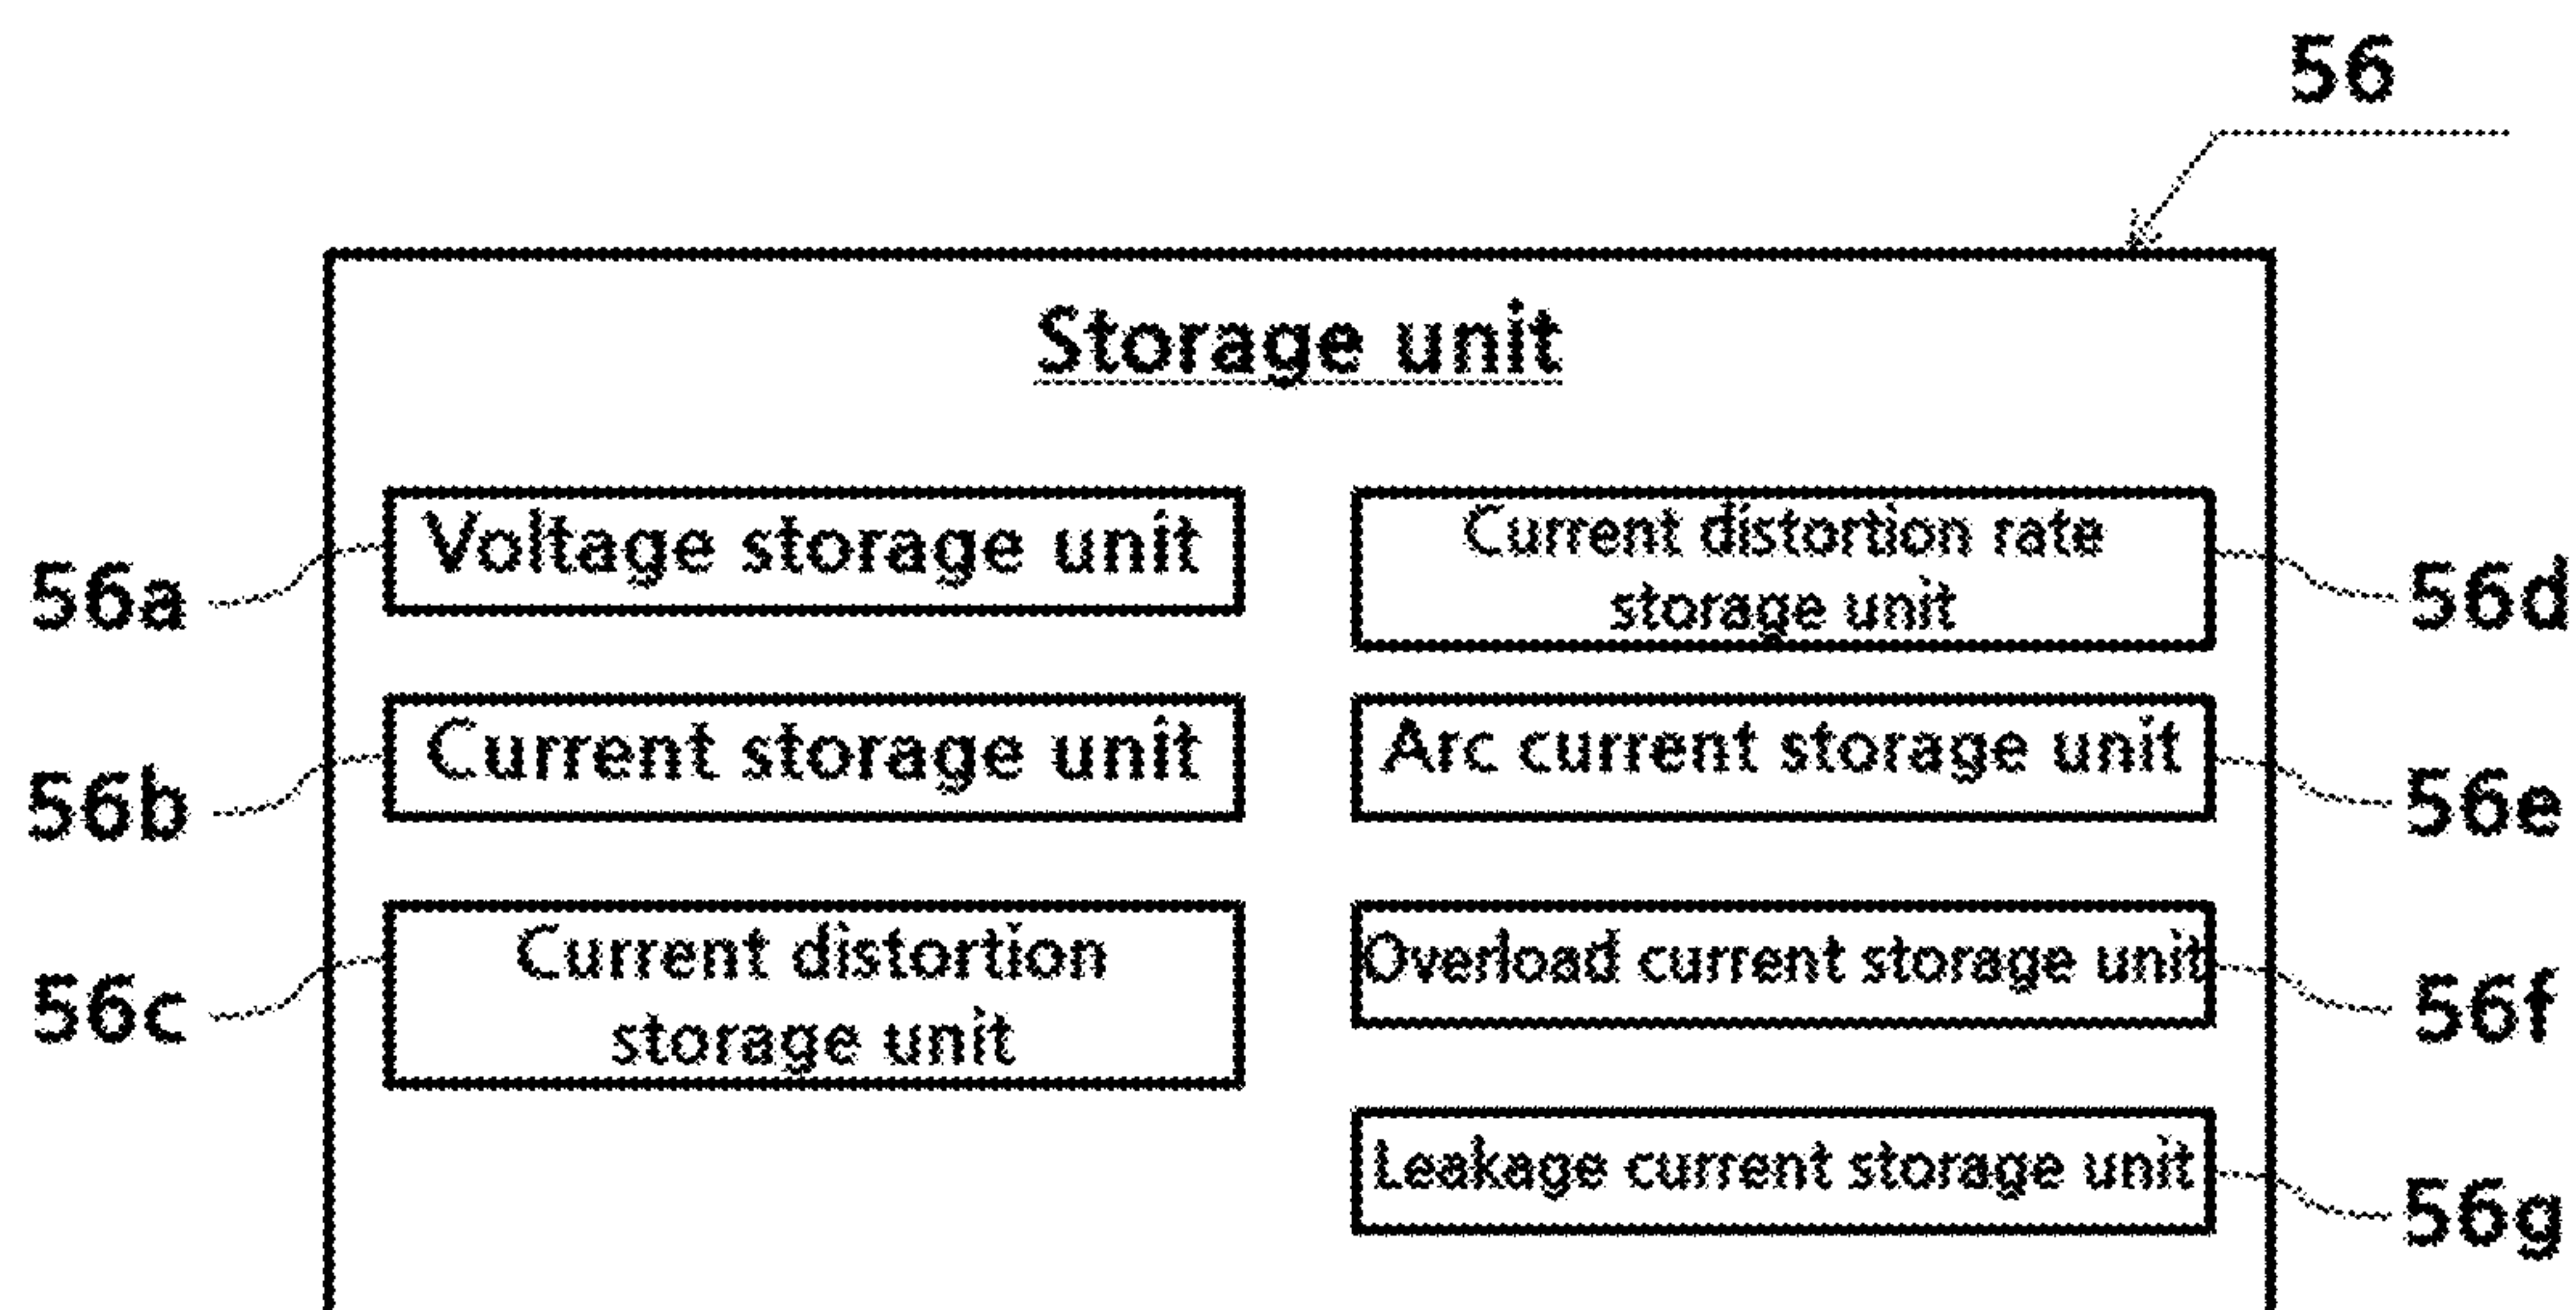 56
Storage unit
56a
Voltage storage unit
56b
Current storage unit
56c
Current distortion
storage unit
Current distortion rate
storage unit
56d
Arc current storage unit
56e
Overload current storage unit
56f
Leakage current storage unit
56g